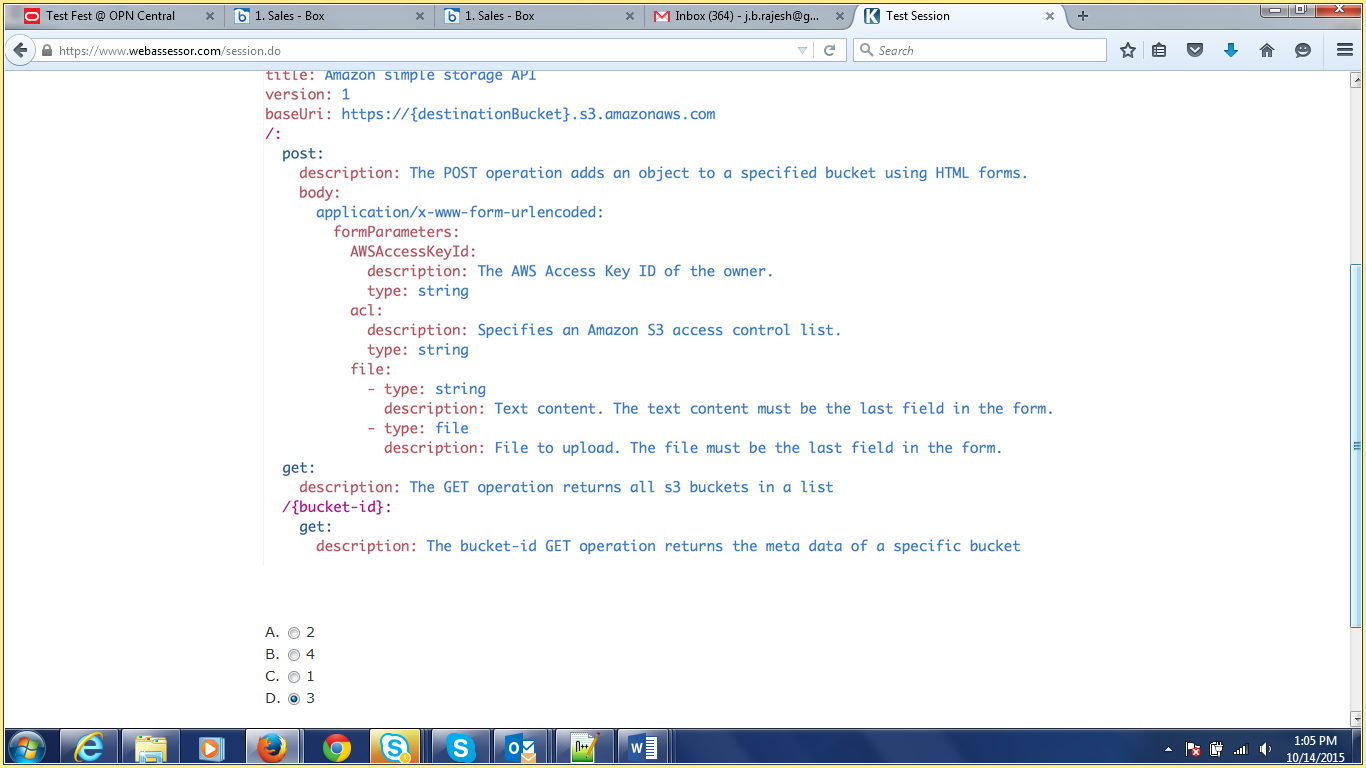 Test Fest @ OPN Central
1. Sales - Box
1. Sales - Box
Inbox (364) - j.b.rajesh@g...
Test Session
https://www.webassessor.com/session.do
Search
title: Amazon simple storage API
version: 1
baseUri: https://{destinationBucket}.s3.amazonaws.com
/:
post:
description: The POST operation adds an object to a specified bucket using HTML forms.
body:
application/x-www-form-urlencoded:
formParameters:
AWSAccessKeyId:
description: The AWS Access Key ID of the owner.
type: string
acl:
description: Specifies an Amazon S3 access control list.
type: string
file:
- type: string
description: Text content. The text content must be the last field in the form.
- type: file
description: File to upload. The file must be the last field in the form.
get:
description: The GET operation returns all s3 buckets in a list
/{bucket-id}:
get:
description: The bucket-id GET operation returns the meta data of a specific bucket
A. 2
B. 4
C. 1
D. 3
1:05 PM
10/14/2015